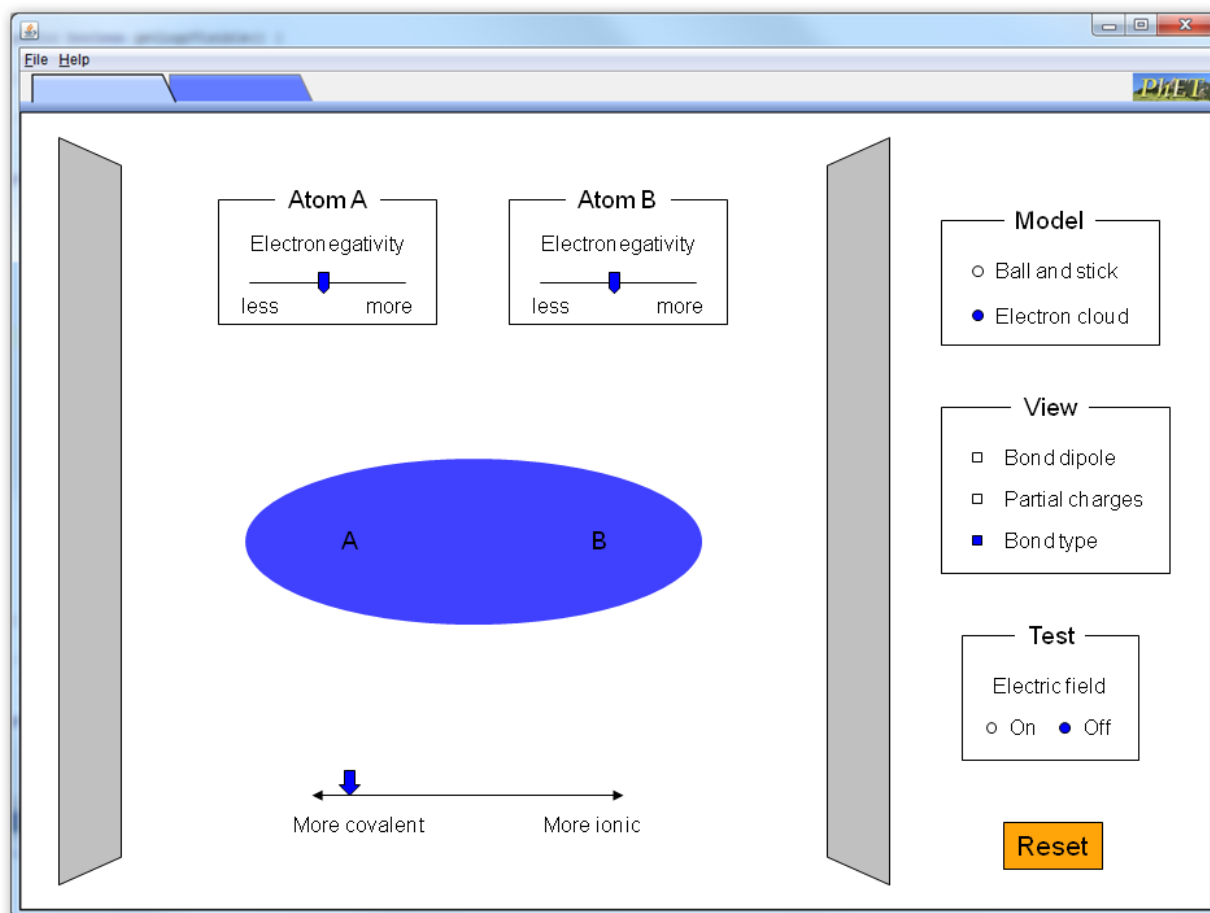 File Help
PhET
Atom A
Electronegativity
less more
Atom B
Electronegativity
less more
Model
Ball and stick
Electron cloud
View
Bond dipole
Partial charges
Bond type
A B
Test
Electric field
On Off
More covalent More ionic
Reset